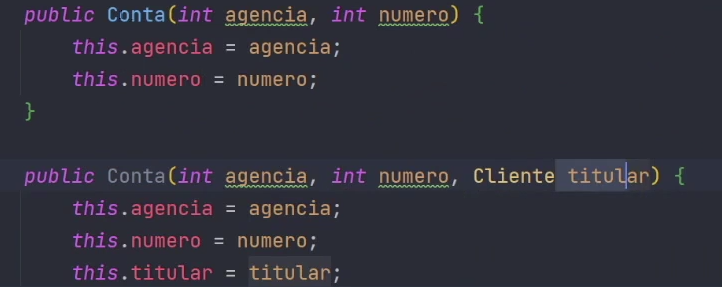 public Conta(int agencia, int numero) {
this.agencia = agencia;
this.numero = numero;
}
public Conta(int agencia, int numero, Cliente titular) {
this.agencia = agencia;
this.numero = numero;
this.titular = titular;